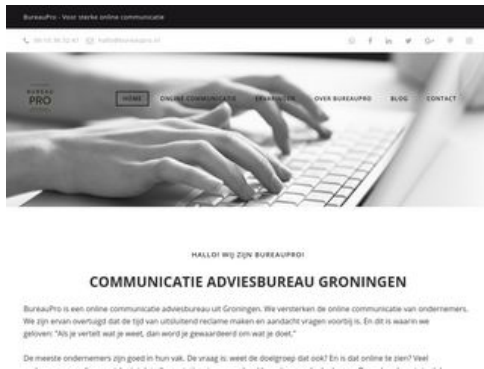 BureauPro - Voor sterke online communicatie
hallo@bureaupro.nl
BUREAU
PRO
HOME ONLINE COMMUNICATIE ERVARINGEN OVER BUREAUPRO BLOG CONTACT
HALLO! WIJ ZIJN BUREAUPRO!
COMMUNICATIE ADVIESBUREAU GRONINGEN
BureauPro is een online communicatie adviesbureau uit Groningen. We versterken de online communicatie van ondernemers.
We zijn ervan overtuigd dat de tijd van uitsluitend reclame maken en aandacht vragen voorbij is. En dit is waarin we
geloven: "Als je vertelt wat je weet, dan word je gewaardeerd om wat je doet."
De meeste ondernemers zijn goed in hun vak. De vraag is: weet de doelgroep dat ook? En is dat online te zien? Veel